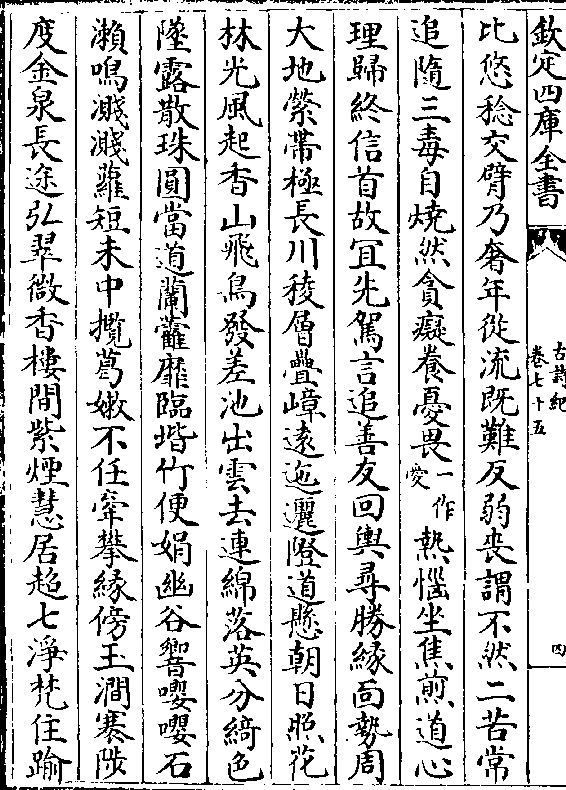 欽定四庫全書
古詩紀
卷七十五
四
比悠稔交臂乃奢年從流既難反弱喪謂不然二苦常
追隨三毒自燒然貪癡養憂畏一作愛熱惱坐焦煎道心
理歸終信首故宜先駕言追善友回輿尋勝縁面勢周
大地縈帶極長川稜層疊嶂遠迤邐隥道懸朝日照花
林光風起香山飛鳥發差池出雲去連綿落英分綺色
墜露散珠圓當道蘭藿靡臨堦竹便娟幽谷響嚶嚶石
瀨鳴濺濺蘿短未中攬葛嫩不任牽攀縁傍玉澗褰陟
度金泉長途弘翠微香樓間紫煙慧居超七淨梵住踰